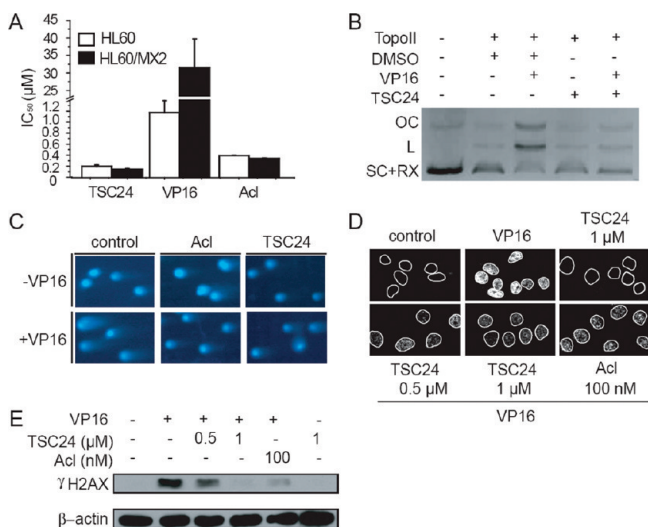 A
HL60
HL60/MX2
IC₅₀ (μM)
45
40
35
30
25
1.4
1.2
1.0
0.8
0.6
0.4
0.2
0
TSC24 VP16 Acl
B
TopoII - + + + +
DMSO - + +
VP16 - + +
TSC24 - + +
OC
L
SC+RX
C
control Acl TSC24
-VP16
+VP16
D
control VP16 TSC24 1 μM
TSC24 0.5 μM
TSC24 1 μM
Acl 100 nM
VP16
E
VP16 - + + + + -
TSC24 (μM) - - 0.5 1 - 1
Acl (nM) - - - - 100 -
γH2AX
β-actin